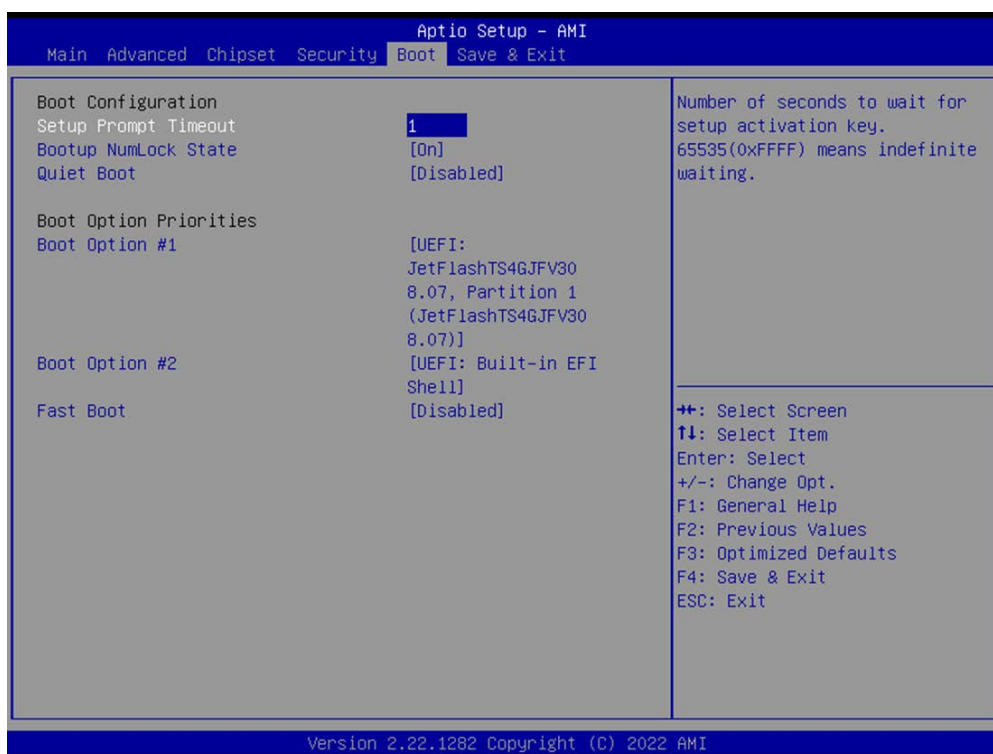 Aptio Setup - AMI
Main Advanced Chipset Security Boot Save & Exit
Boot Configuration
Setup Prompt Timeout 1
Bootup NumLock State [On]
Quiet Boot [Disabled]
Boot Option Priorities
Boot Option #1 [UEFI:
JetFlashTS4GJFV30
8.07, Partition 1
(JetFlashTS4GJFV30
8.07)]
Boot Option #2 [UEFI: Built-in EFI
Shell]
Fast Boot [Disabled]
Number of seconds to wait for
setup activation key.
65535(0xFFFF) means indefinite
waiting.
→←: Select Screen
↑↓: Select Item
Enter: Select
+/-: Change Opt.
F1: General Help
F2: Previous Values
F3: Optimized Defaults
F4: Save & Exit
ESC: Exit
Version 2.22.1282 Copyright (C) 2022 AMI